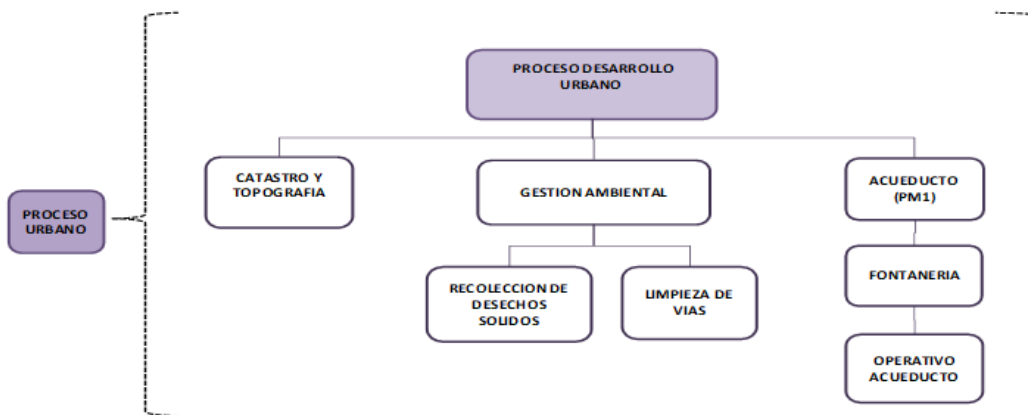 PROCESO DESARROLLO
URBANO
CATASTRO Y
TOPOGRAFIA
GESTION AMBIENTAL
ACUEDUCTO
(PM1)
PROCESO
URBANO
RECOLECCION DE
DESECHOS
SOLIDOS
LIMPIEZA DE
VIAS
FONTANERIA
OPERATIVO
ACUEDUCTO